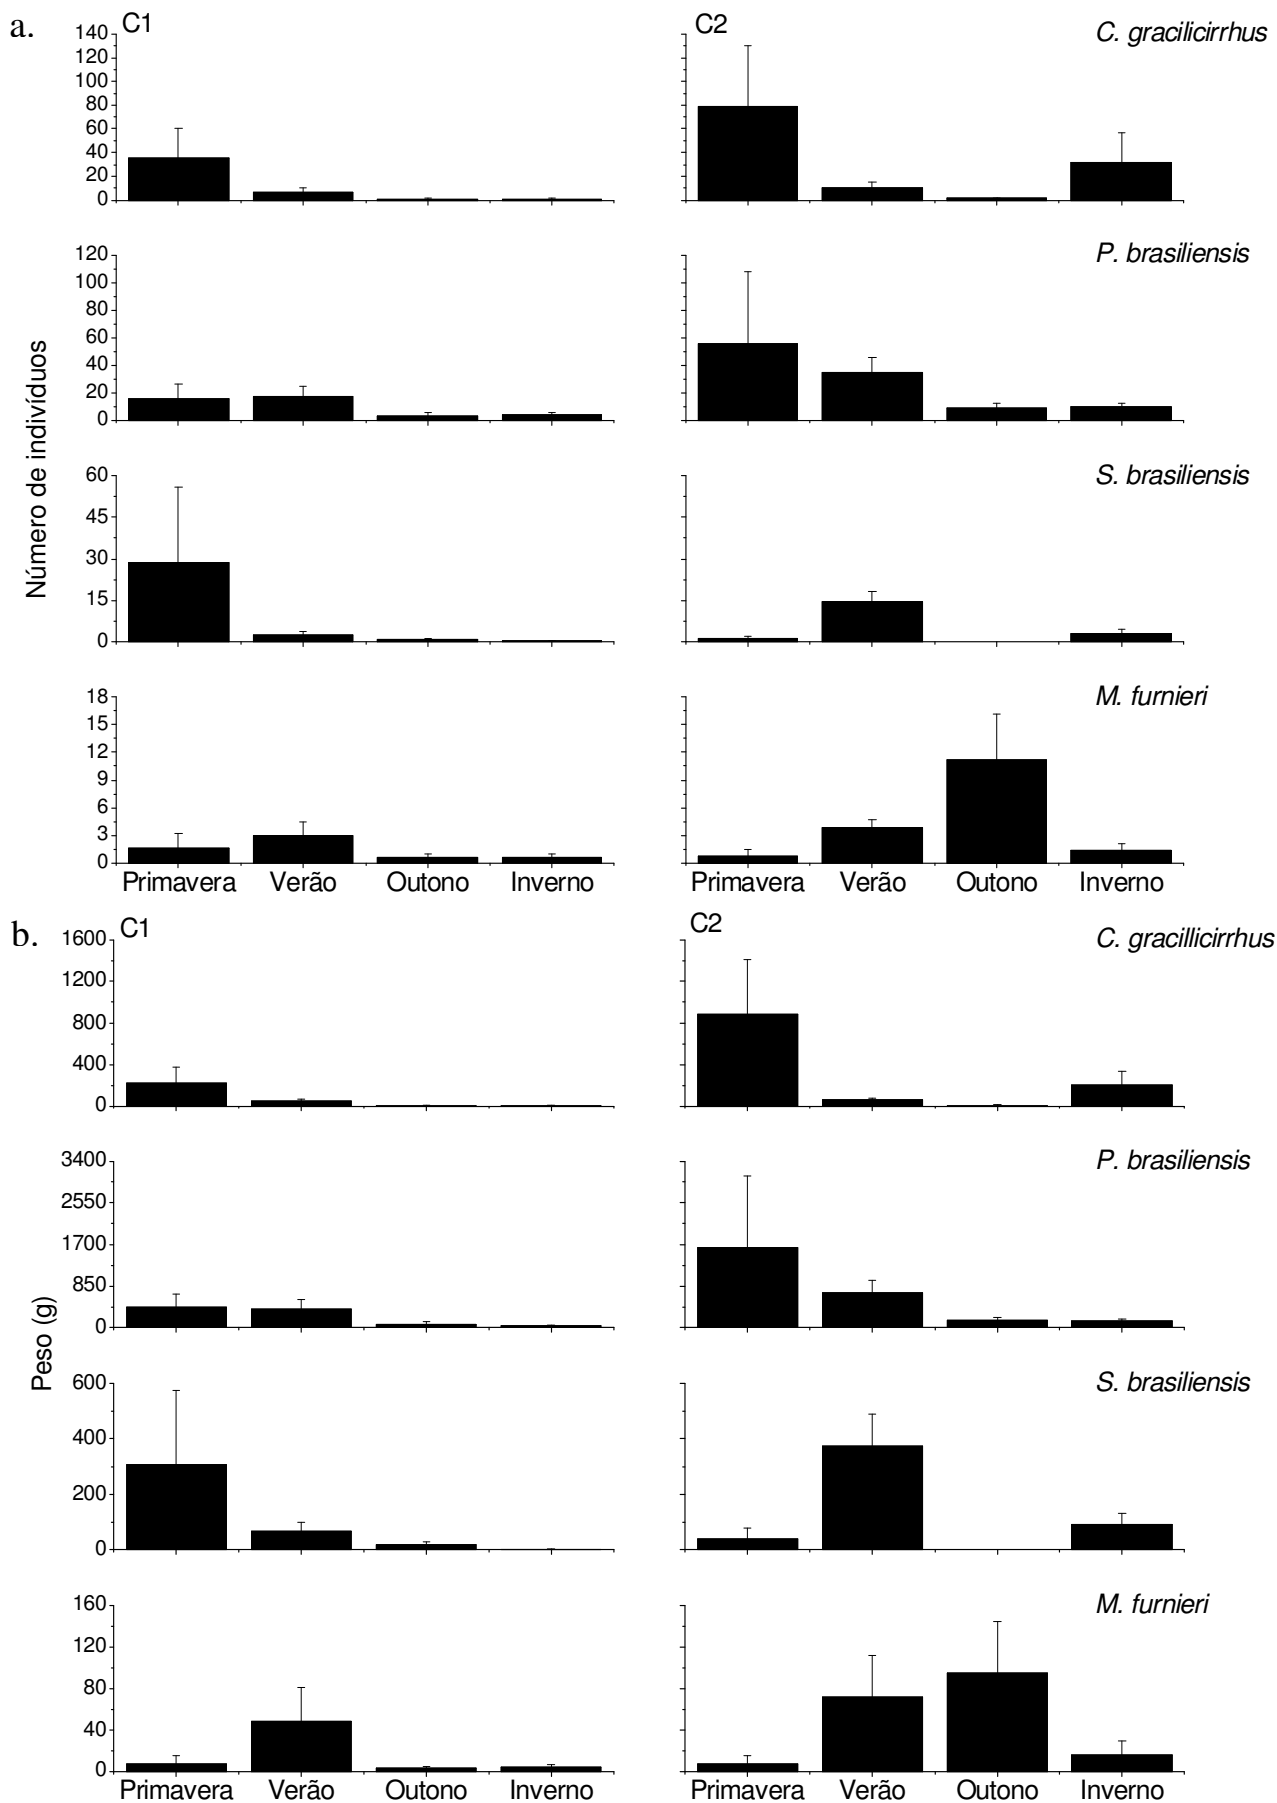 a.
C1
C2
C. gracilicirrhus
140
120
100
80
60
40
20
0
P. brasiliensis
120
100
80
60
40
20
0
Número de indivíduos
S. brasiliensis
60
45
30
15
0
M. furnieri
18
15
12
9
6
3
0
Primavera Verão Outono Inverno
Primavera Verão Outono Inverno
b.
C1
C2
C. gracillicirrhus
1600
1200
800
400
0
P. brasiliensis
3400
2550
1700
850
0
Peso (g)
S. brasiliensis
600
400
200
0
M. furnieri
160
120
80
40
0
Primavera Verão Outono Inverno
Primavera Verão Outono Inverno